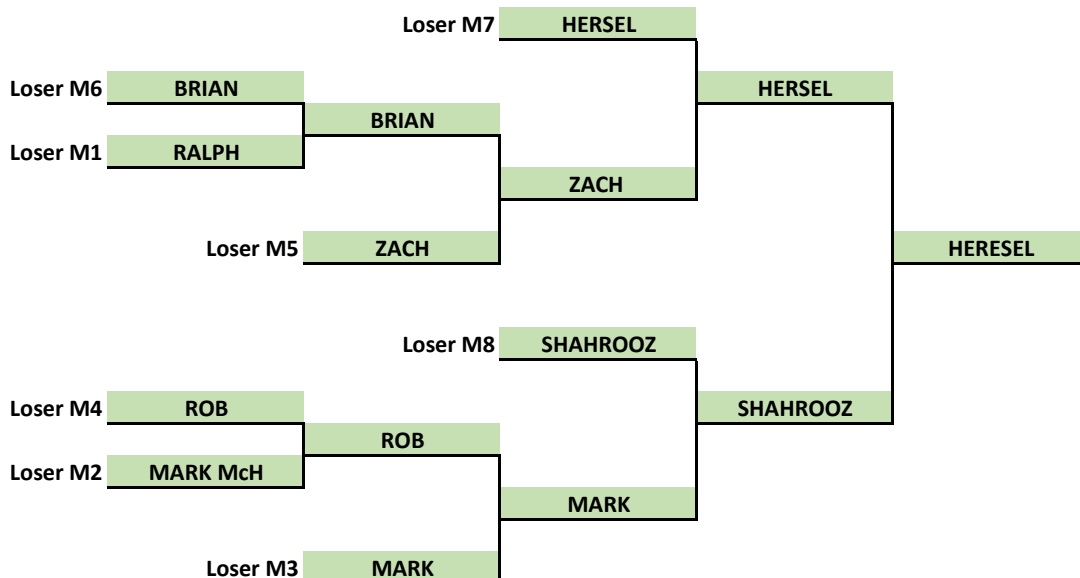 Loser M7 HERSEL
Loser M6 BRIAN HERSEL
BRIAN
Loser M1 RALPH
ZACH
Loser M5 ZACH HERESEL
Loser M8 SHAHROOZ
Loser M4 ROB SHAHROOZ
ROB
Loser M2 MARK McH
MARK
Loser M3 MARK